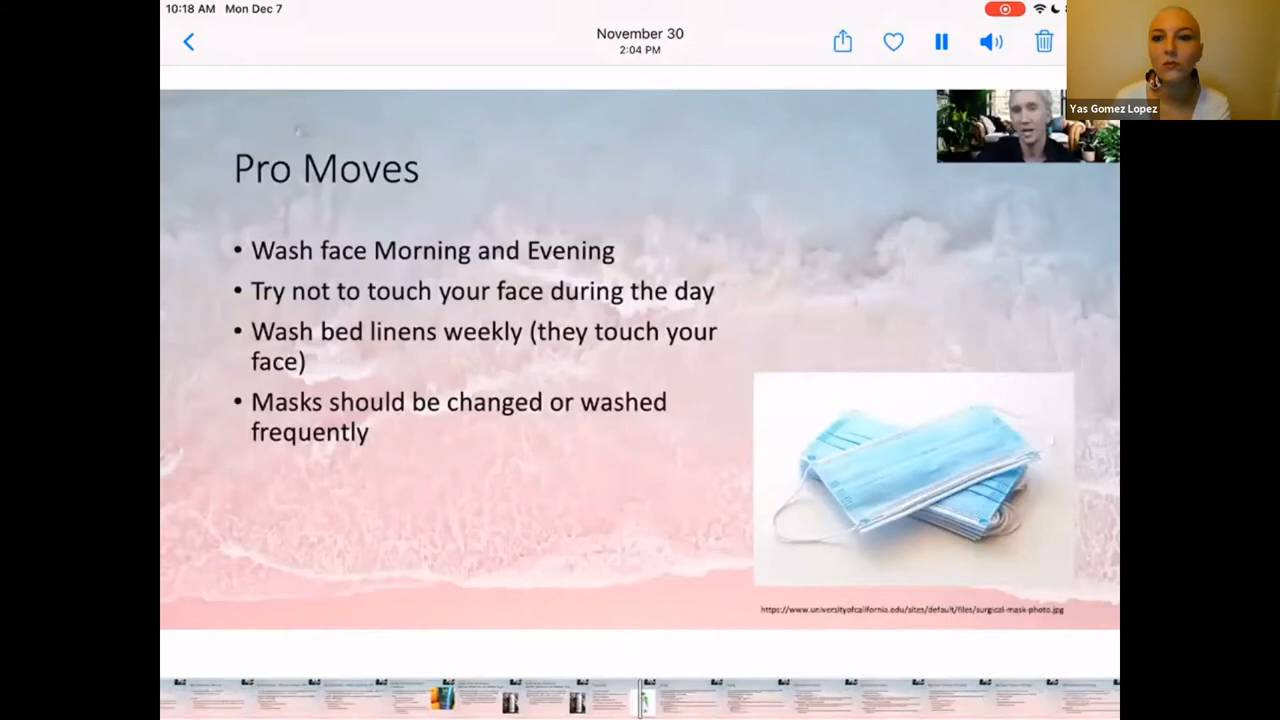 10:18 AM Mon Dec 7
November 30
2:04 PM
Yas Gomez Lopez
Pro Moves
• Wash face Morning and Evening
• Try not to touch your face during the day
• Wash bed linens weekly (they touch your
face)
• Masks should be changed or washed
frequently
https://www.universityofcalifornia.edu/sites/default/files/surgical-mask-photo.jpg